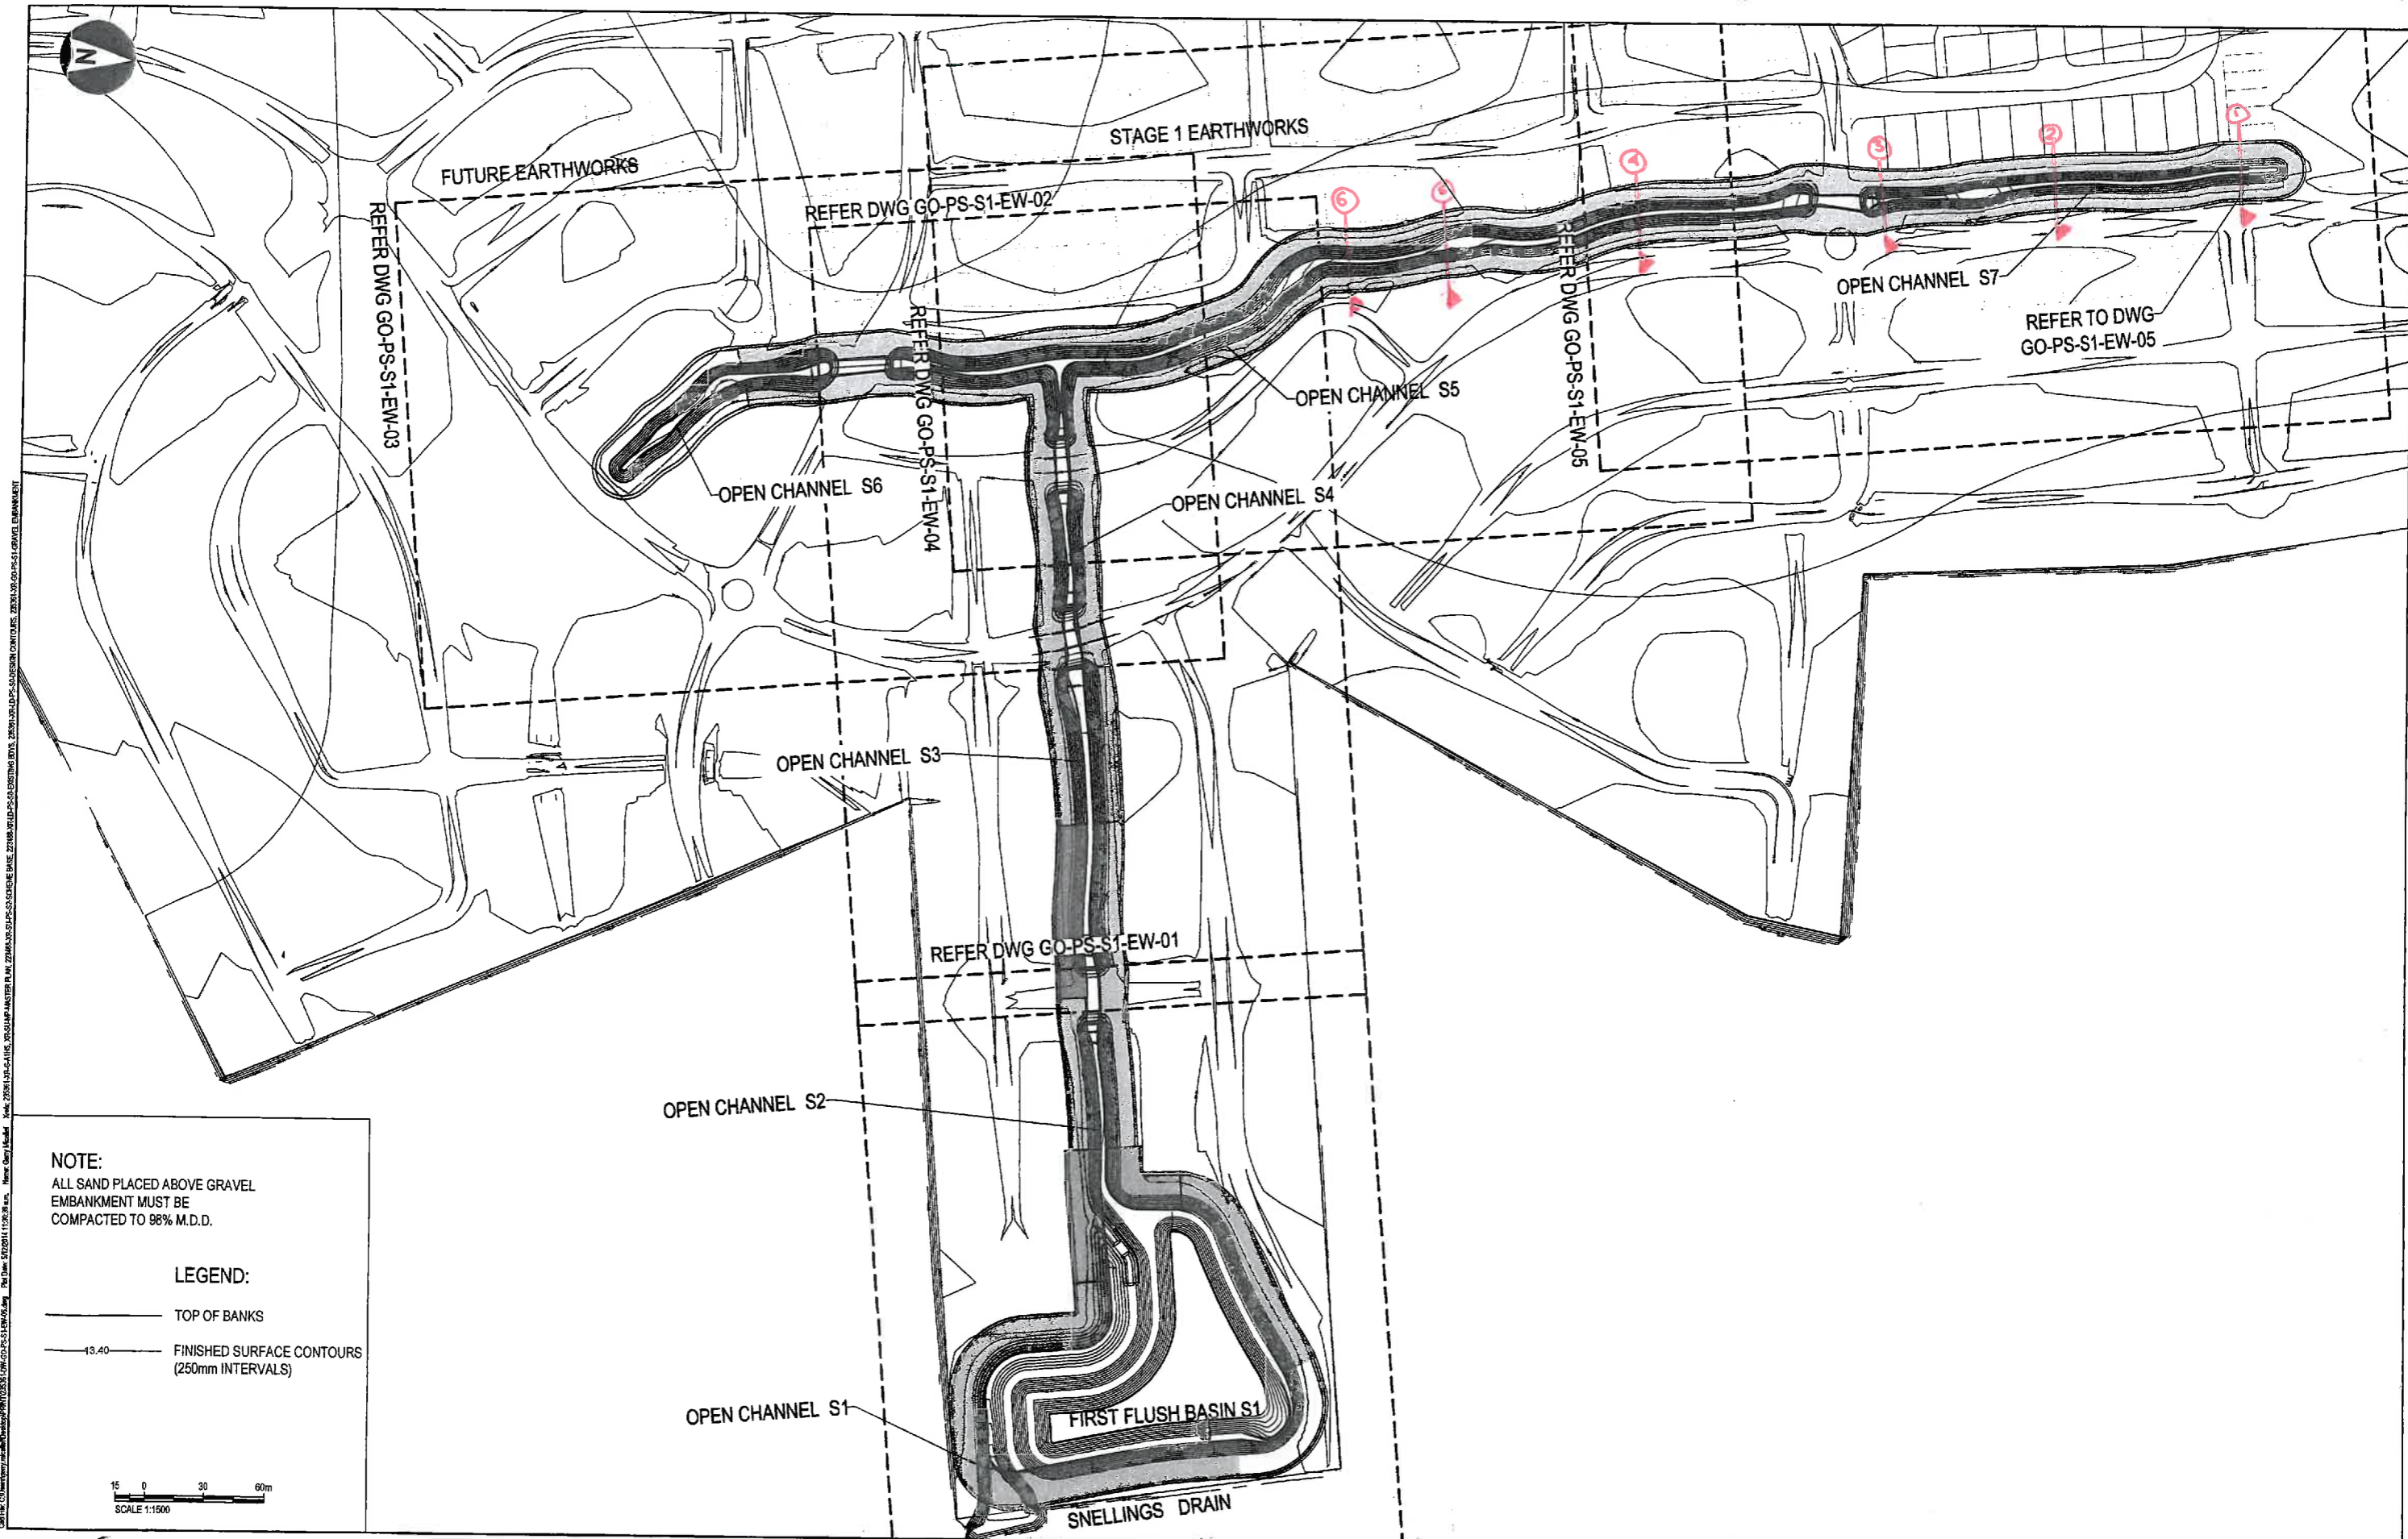 N
STAGE 1 EARTHWORKS
FUTURE EARTHWORKS
REFER DWG GO-PS-S1-EW-02
REFER DWG GO-PS-S1-EW-03
REFER DWG GO-PS-S1-EW-04
REFER DWG GO-PS-S1-EW-05
6
4
3
2
1
OPEN CHANNEL S7
REFER TO DWG
GO-PS-S1-EW-05
OPEN CHANNEL S5
OPEN CHANNEL S6
OPEN CHANNEL S4
OPEN CHANNEL S3
REFER DWG GO-PS-S1-EW-01
OPEN CHANNEL S2
OPEN CHANNEL S1
FIRST FLUSH BASIN S1
SNELLINGS DRAIN
NOTE:
ALL SAND PLACED ABOVE GRAVEL
EMBANKMENT MUST BE
COMPACTED TO 98% M.D.D.
LEGEND:
TOP OF BANKS
13.40
FINISHED SURFACE CONTOURS
(250mm INTERVALS)
15 0 30 60m
SCALE 1:1500